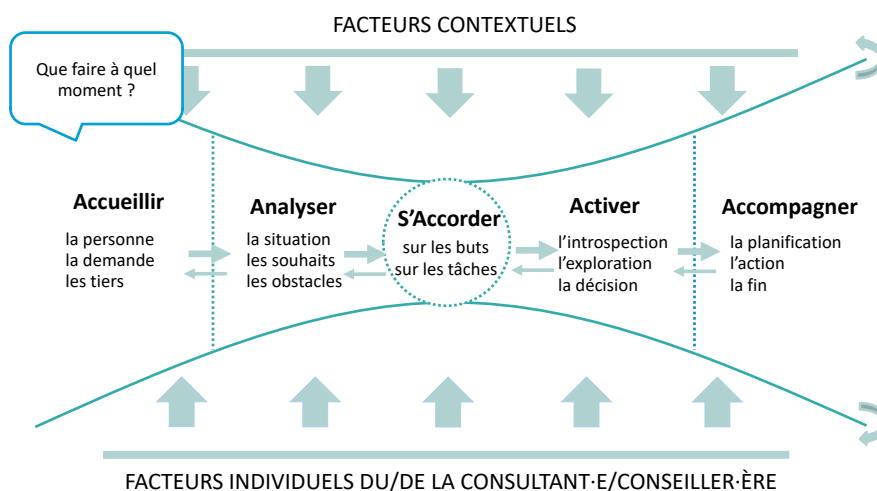 FACTEURS CONTEXTUELS
Que faire à quel
moment ?
Accueillir
la personne
la demande
les tiers
Analyser
la situation
les souhaits
les obstacles
S'Accorder
sur les buts
sur les tâches
Activer
l'introspection
l'exploration
la décision
Accompagner
la planification
l'action
la fin
FACTEURS INDIVIDUELS DU/DE LA CONSULTANT·E/CONSEILLER·ÈRE